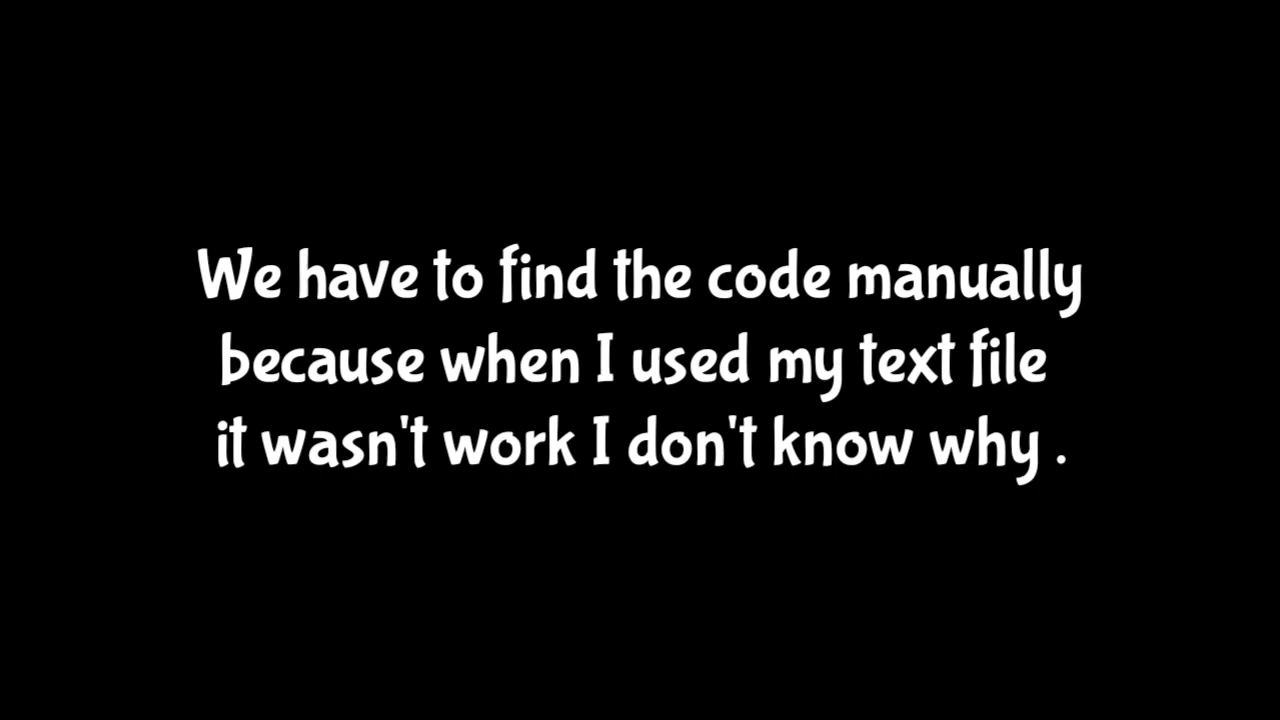 We have to find the code manually
because when I used my text file
it wasn't work I don't know why .